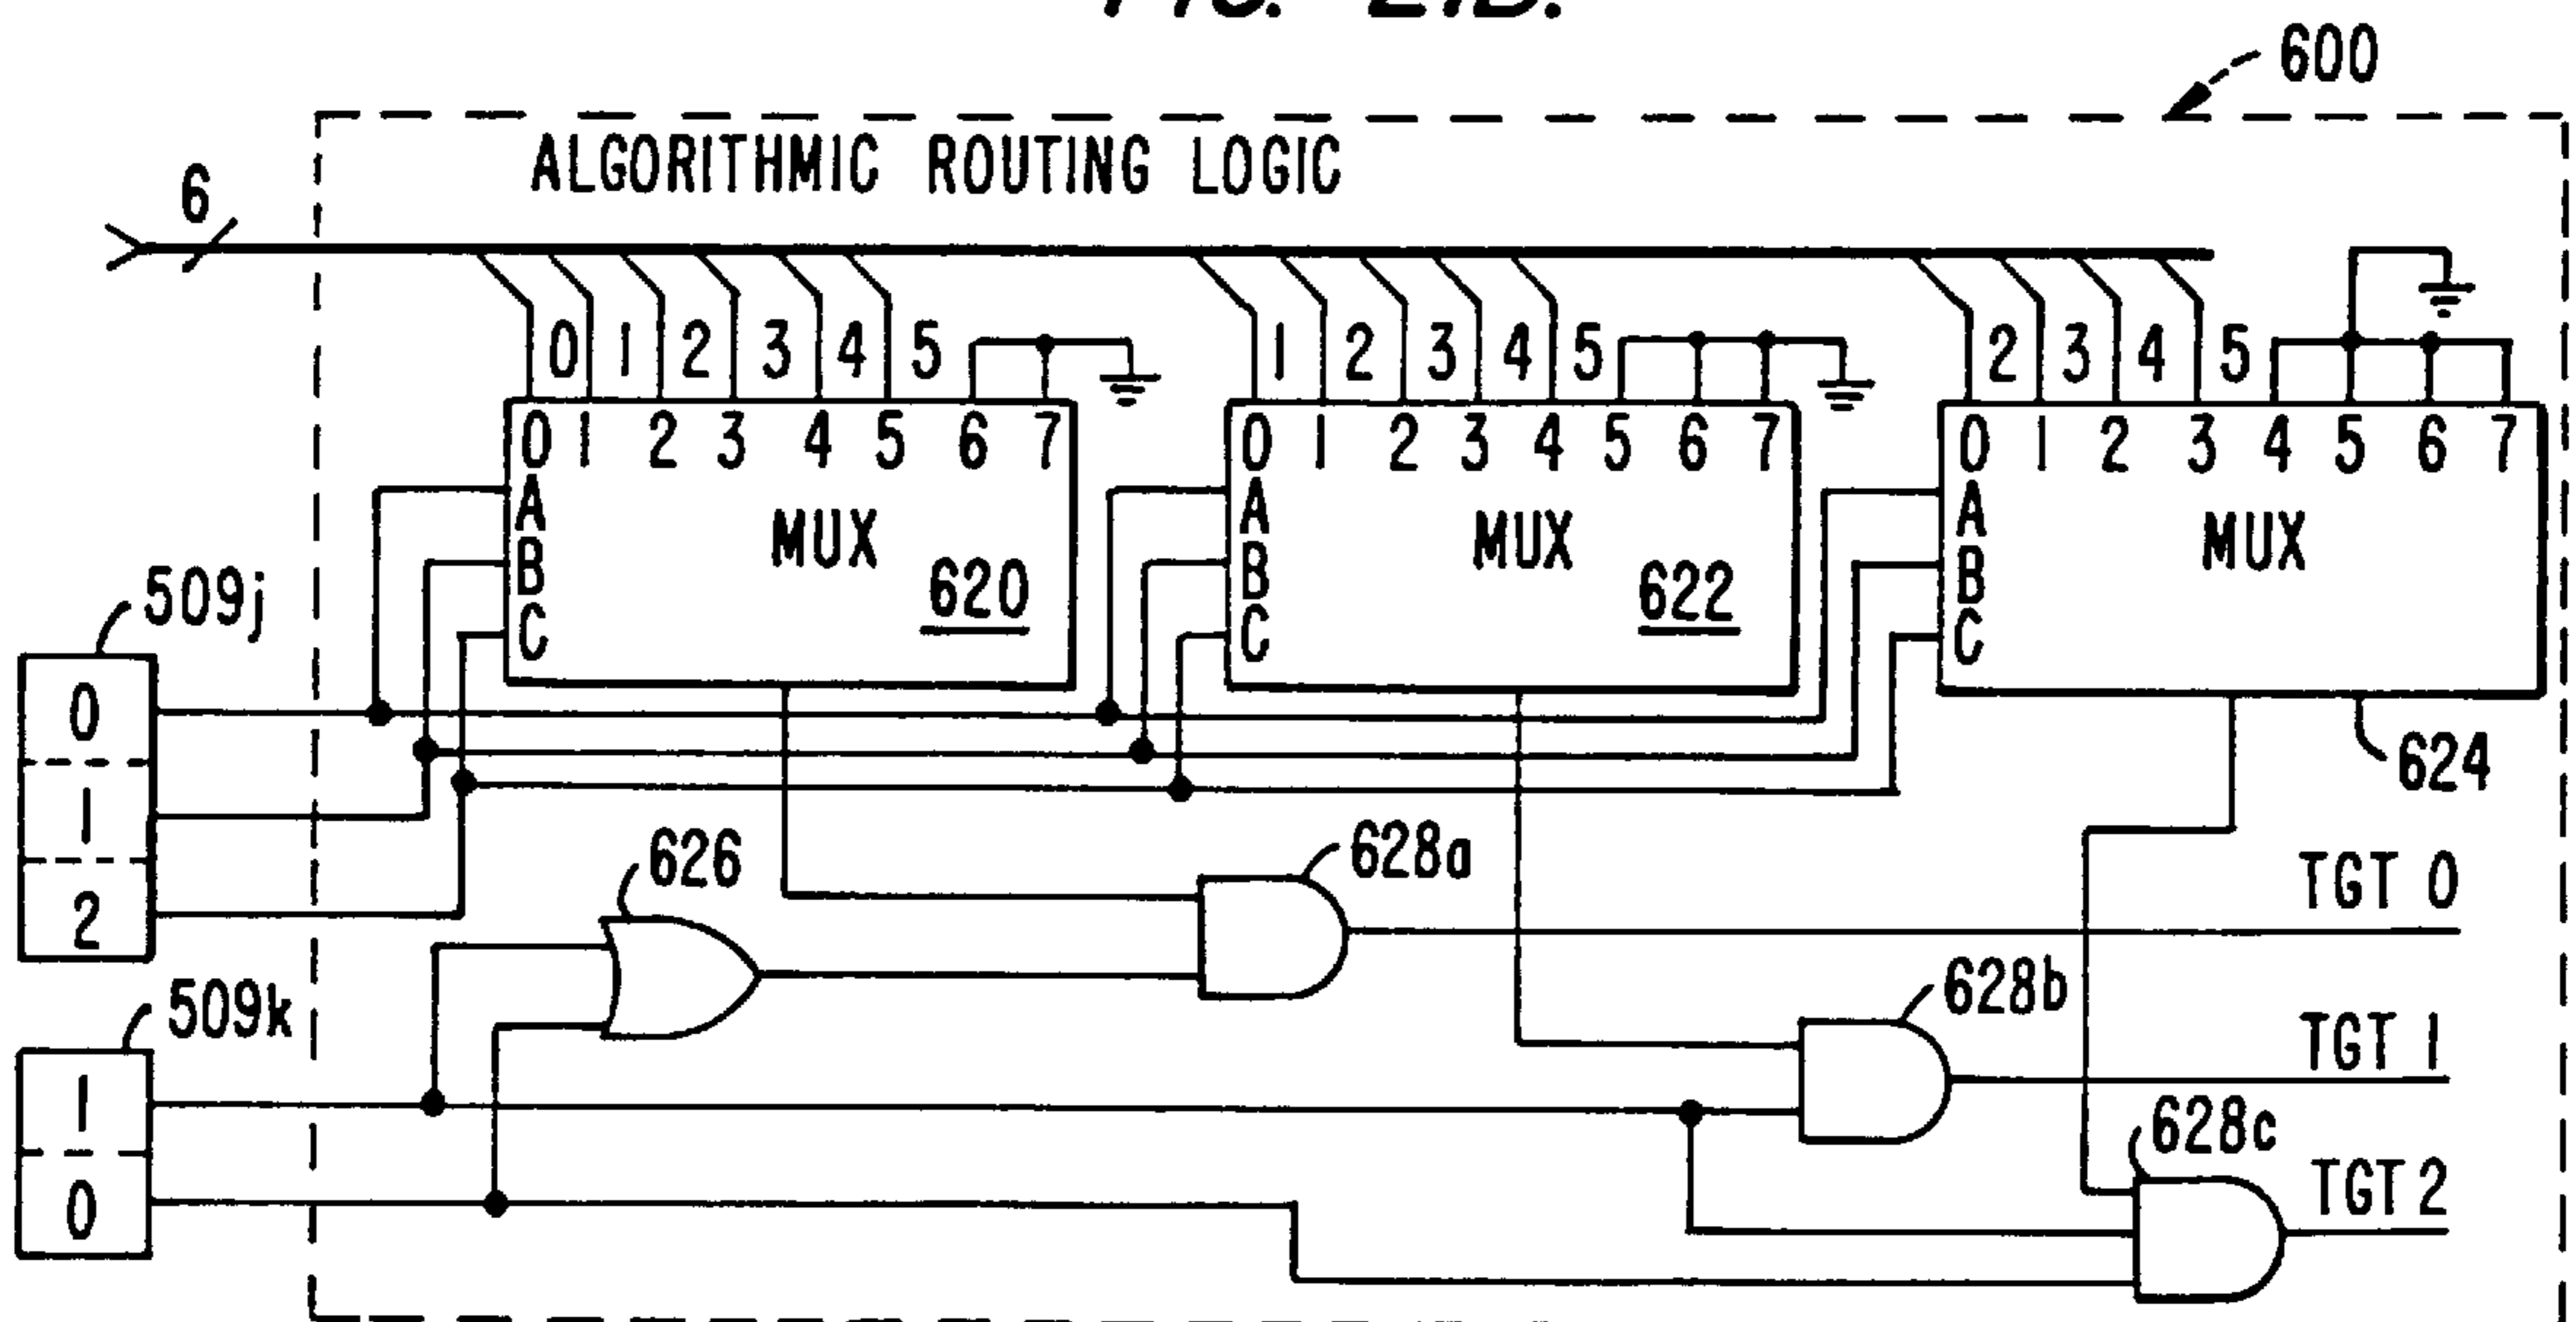 FIG. 21B.
600
ALGORITHMIC ROUTING LOGIC
6
0 1 2 3 4 5
1 2 3 4 5
2 3 4 5
0 1 2 3 4 5 6 7
0 1 2 3 4 5 6 7
0 1 2 3 4 5 6 7
A
B
C
MUX
620
A
B
C
MUX
622
A
B
C
MUX
624
509j
0
1
2
626
628a
TGT 0
509k
1
0
628b
TGT 1
628c
TGT 2